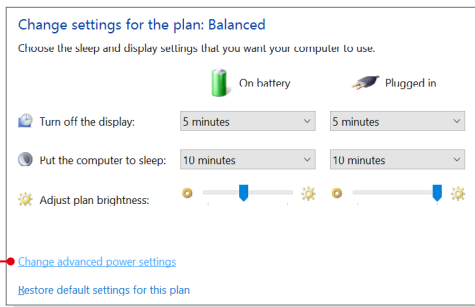 Change settings for the plan: Balanced
Choose the sleep and display settings that you want your computer to use.
On battery Plugged in
Turn off the display: 5 minutes 5 minutes
Put the computer to sleep: 10 minutes 10 minutes
Adjust plan brightness:
Change advanced power settings
Restore default settings for this plan